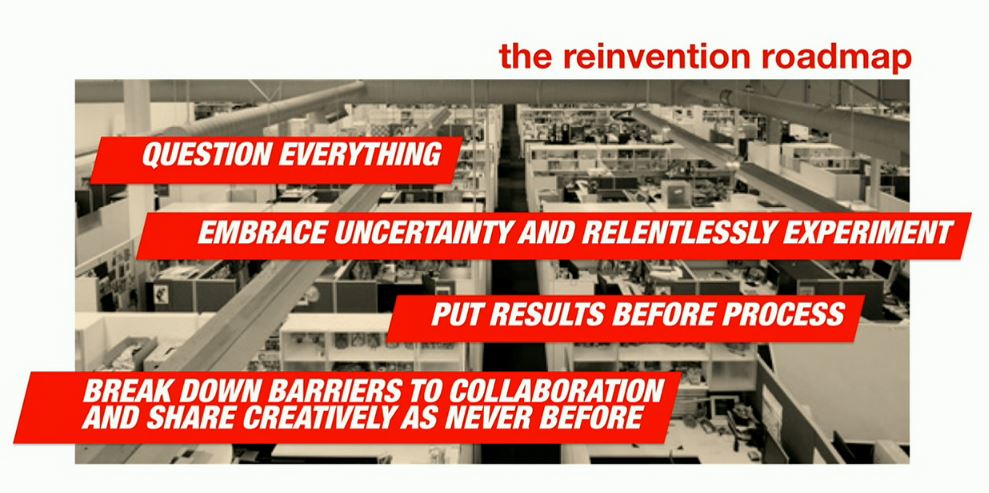 the reinvention roadmap
QUESTION EVERYTHING
EMBRACE UNCERTAINTY AND RELENTLESSLY EXPERIMENT
PUT RESULTS BEFORE PROCESS
BREAK DOWN BARRIERS TO COLLABORATION
AND SHARE CREATIVELY AS NEVER BEFORE